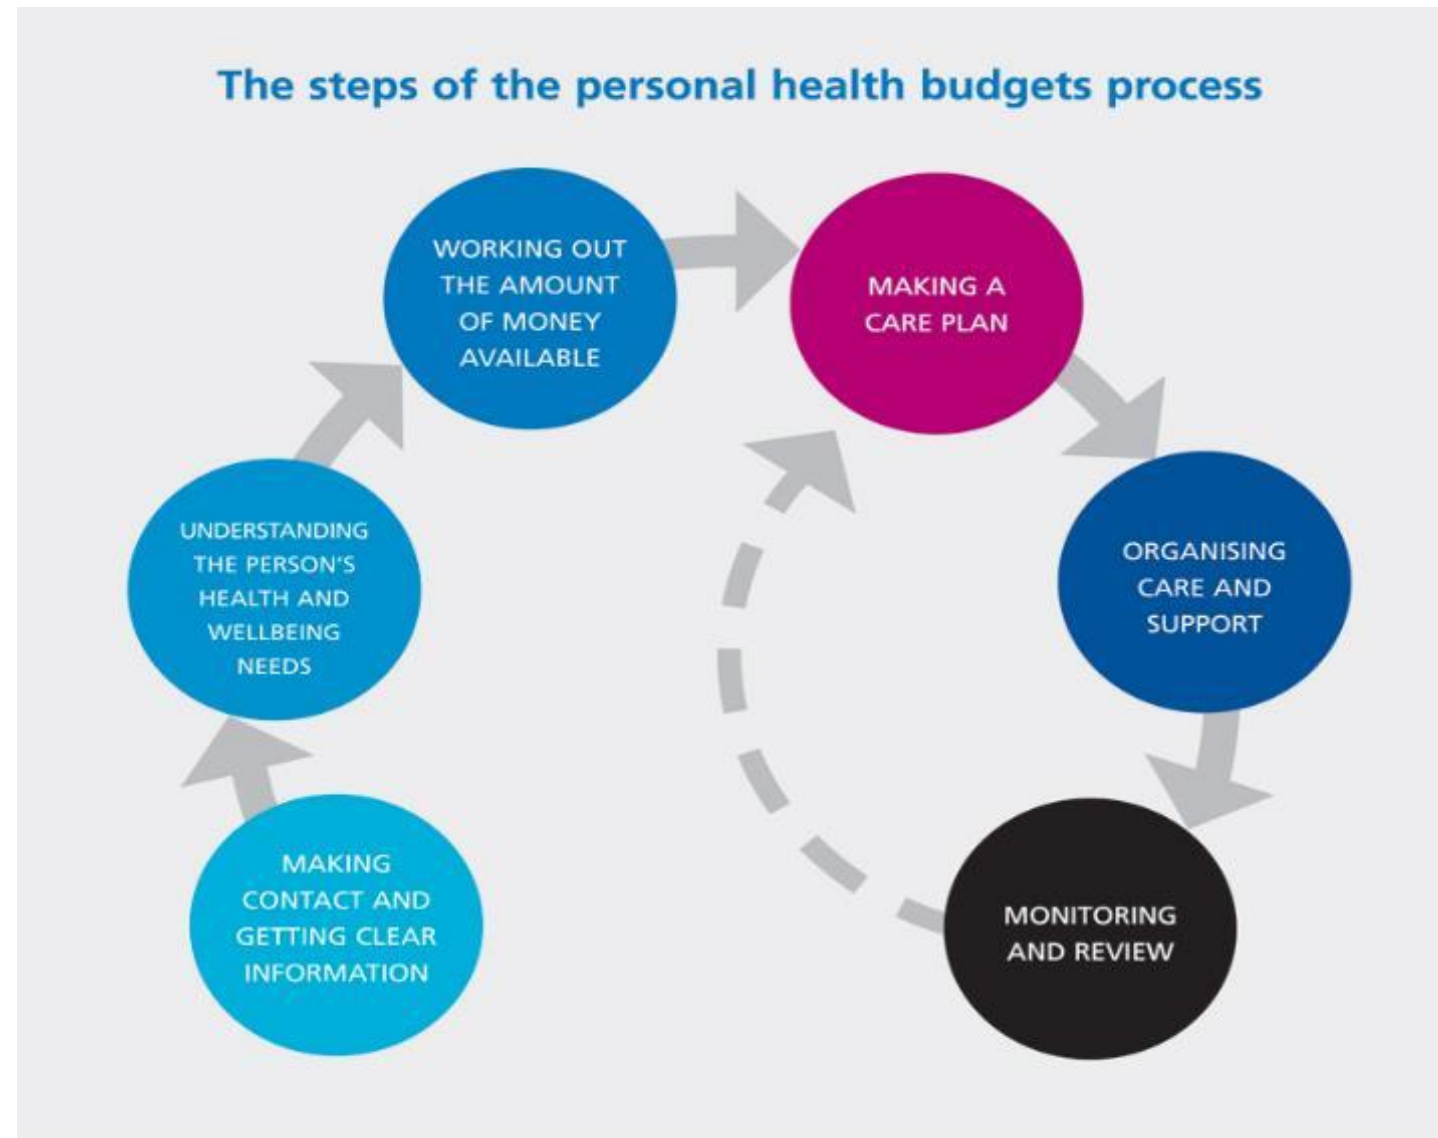 The steps of the personal health budgets process
WORKING OUT
THE AMOUNT
OF MONEY
AVAILABLE
MAKING A
CARE PLAN
UNDERSTANDING
THE PERSON'S
HEALTH AND
WELLBEING
NEEDS
ORGANISING
CARE AND
SUPPORT
MAKING
CONTACT AND
GETTING CLEAR
INFORMATION
MONITORING
AND REVIEW